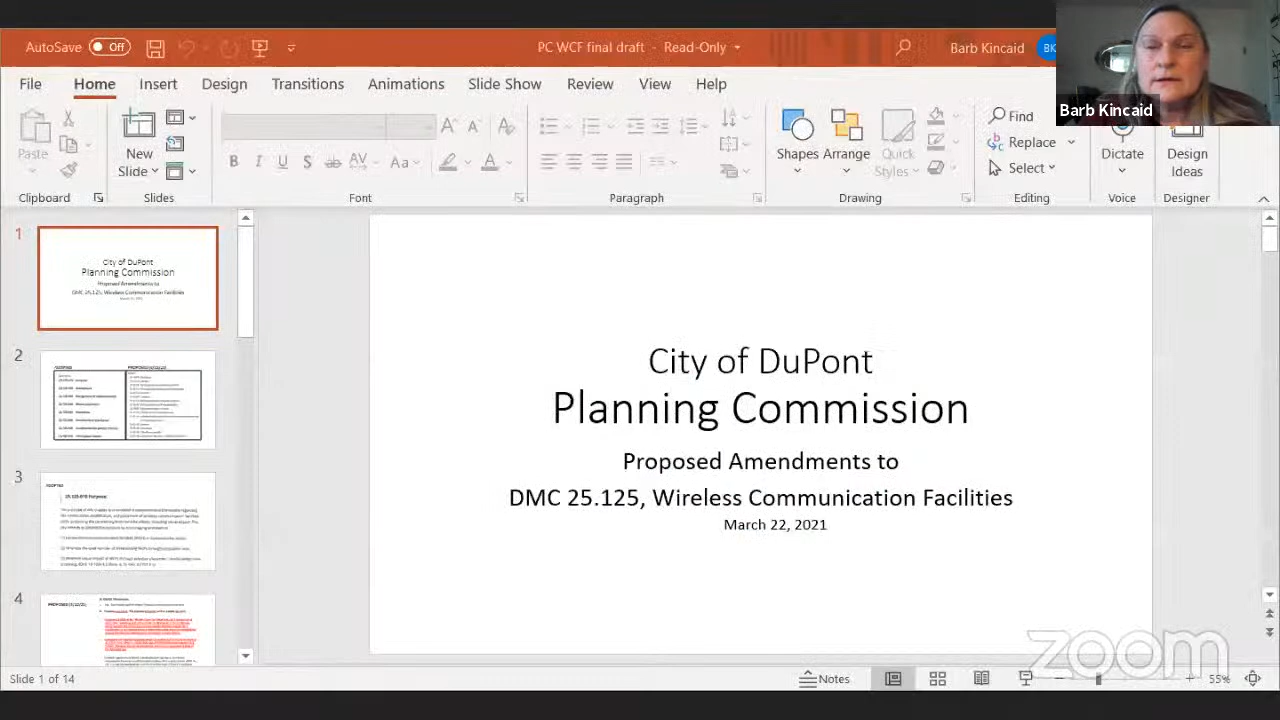 AutoSave Off PC WCF final draft - Read-Only Barb Kincaid BK
Barb Kincaid
File Home Insert Design Transitions Animations Slide Show Review View Help
Paste
New
Slide
Aa
Shapes Arrange Quick
Styles
Find
Replace
Select
Dictate
Design
Ideas
Clipboard Slides Font Paragraph Drawing Editing Voice Designer
1
City of DuPont
Planning Commission
Proposed Amendments to
DMC 25.125, Wireless Communication Facilities
2
3
4
City of DuPont
Planning Commission
Proposed Amendments to
DMC 25.125, Wireless Communication Facilities
March 22, 2021
zoom
Slide 1 of 14 Notes 55%